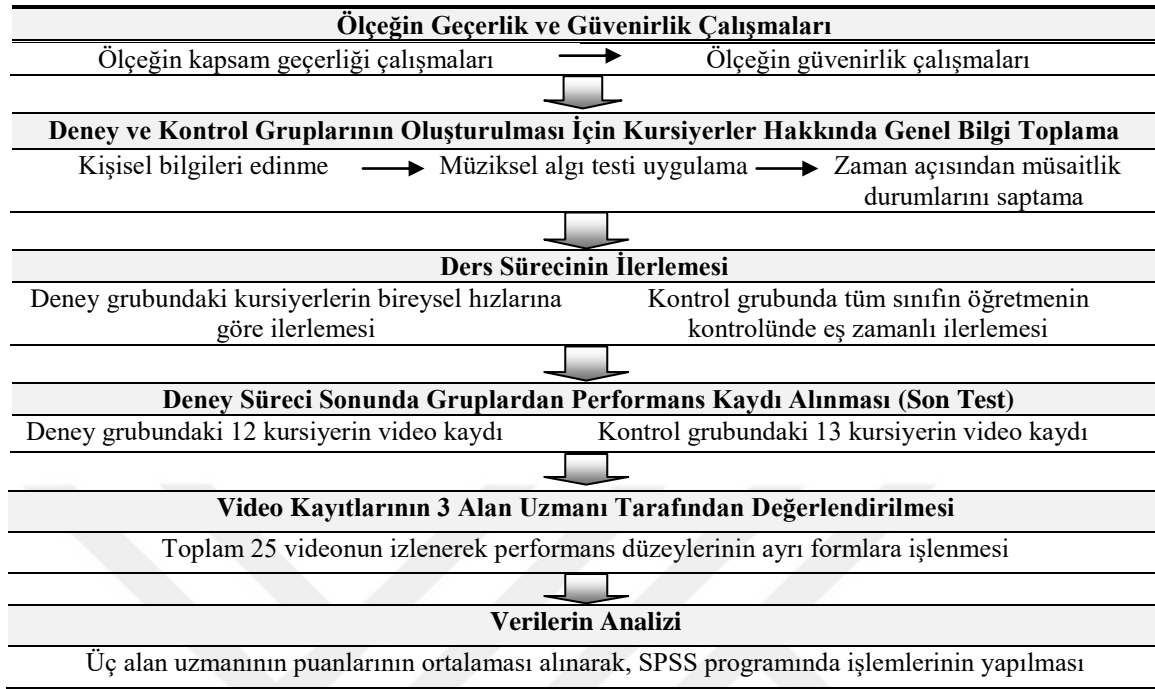 Ölçeğin Geçerlik ve Güvenirlik Çalışmaları
Ölçeğin kapsam geçerliği çalışmaları Ölçeğin güvenirlik çalışmaları
Deney ve Kontrol Gruplarının Oluşturulması İçin Kursiyerler Hakkında Genel Bilgi Toplama
Kişisel bilgileri edinme Müziksel algı testi uygulama Zaman açısından müsaitlik
durumlarını saptama
Ders Sürecinin İlerlemesi
Deney grubundaki kursiyerlerin bireysel hızlarına
göre ilerlemesi
Kontrol grubunda tüm sınıfın öğretmenin
kontrolünde eş zamanlı ilerlemesi
Deney Süreci Sonunda Gruplardan Performans Kaydı Alınması (Son Test)
Deney grubundaki 12 kursiyerin video kaydı Kontrol grubundaki 13 kursiyerin video kaydı
Video Kayıtlarının 3 Alan Uzmanı Tarafından Değerlendirilmesi
Toplam 25 videonun izlenerek performans düzeylerinin ayrı formlara işlenmesi
Verilerin Analizi
Üç alan uzmanının puanlarının ortalaması alınarak, SPSS programında işlemlerinin yapılması